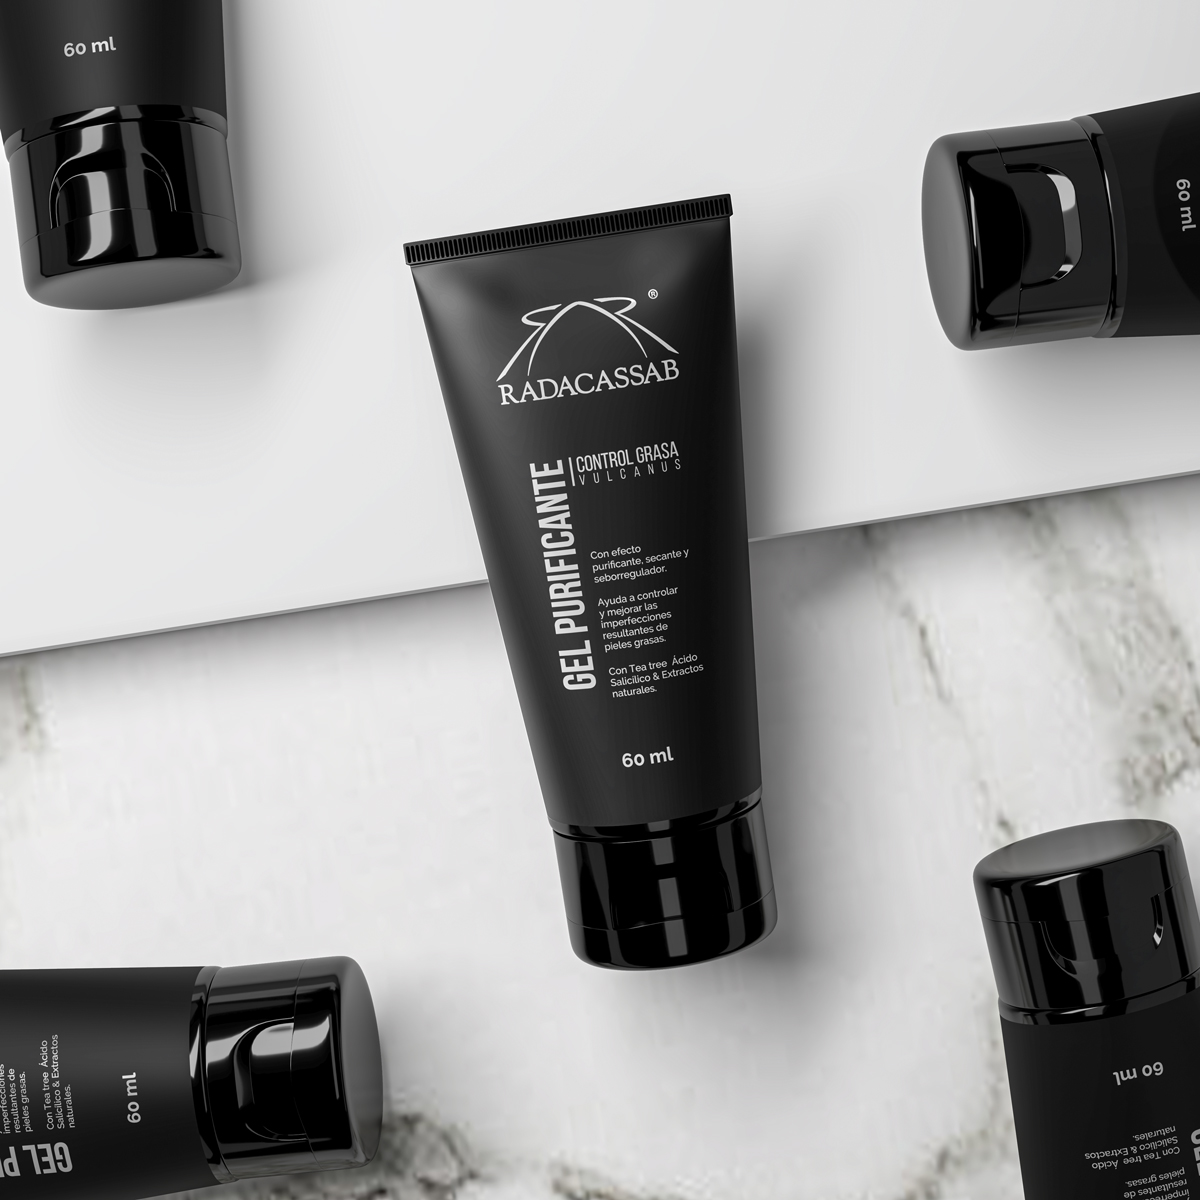 60 ml
60 ml
®
RADACASSAB
GEL PURIFICANTE
CONTROL GRASA
VULCANUS
Con efecto
purificante, secante y
seborregulador.
Ayuda a controlar
y mejorar las
imperfecciones
resultantes de
pieles grasas.
Con Tea tree Ácido
Salicílico & Extractos
naturales.
60 ml
imperfecciones
resultantes de
pieles grasas.
Con Tea tree Ácido
Salicílico & Extractos
naturales.
60 ml
GEL
60 ml
resultantes de
pieles grasas.
Con Tea tree Ácido
Salicílico & Extractos
naturales.